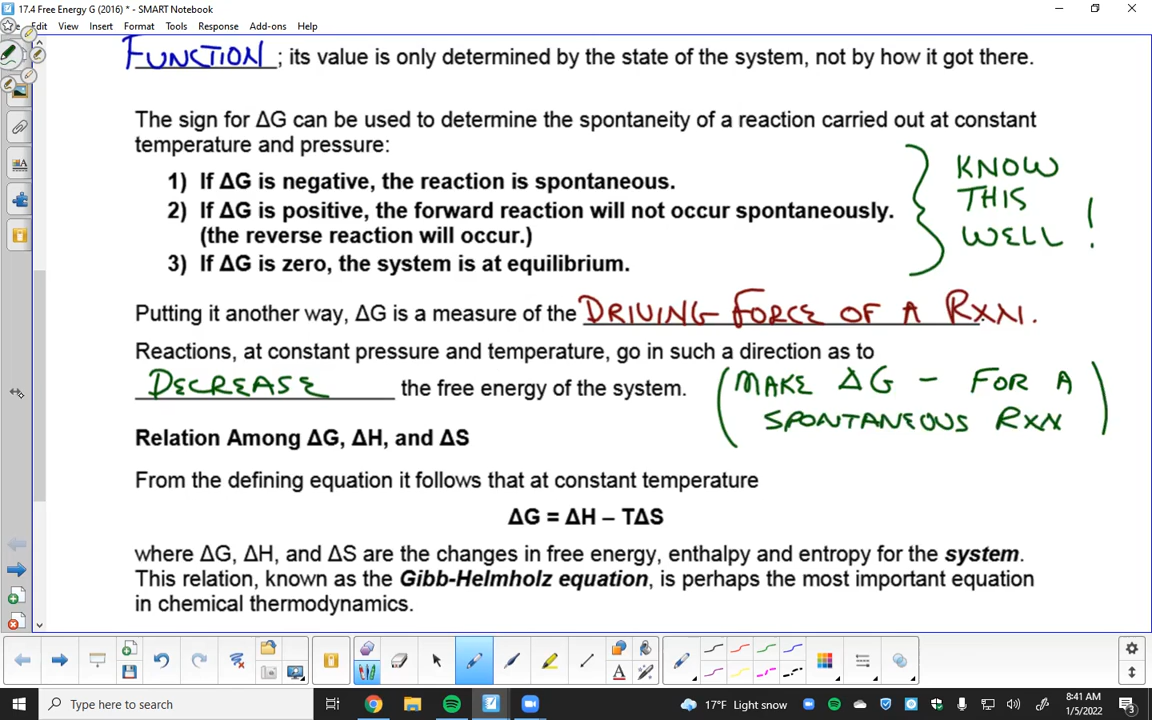 17.4 Free Energy G (2016) * - SMART Notebook
Edit View Insert Format Tools Response Add-ons Help
FUNCTION ; its value is only determined by the state of the system, not by how it got there.
The sign for ΔG can be used to determine the spontaneity of a reaction carried out at constant
temperature and pressure:
1) If ΔG is negative, the reaction is spontaneous.
2) If ΔG is positive, the forward reaction will not occur spontaneously.
(the reverse reaction will occur.)
3) If ΔG is zero, the system is at equilibrium.
KNOW
THIS
WELL !
Putting it another way, ΔG is a measure of the DRIVING FORCE OF A RXN.
Reactions, at constant pressure and temperature, go in such a direction as to
DECREASE the free energy of the system.
(MAKE ΔG - FOR A
SPONTANEOUS RXN)
Relation Among ΔG, ΔH, and ΔS
From the defining equation it follows that at constant temperature
ΔG = ΔH – TΔS
where ΔG, ΔH, and ΔS are the changes in free energy, enthalpy and entropy for the system.
This relation, known as the Gibb-Helmholz equation, is perhaps the most important equation
in chemical thermodynamics.
Type here to search
17°F Light snow
8:41 AM
1/5/2022
3